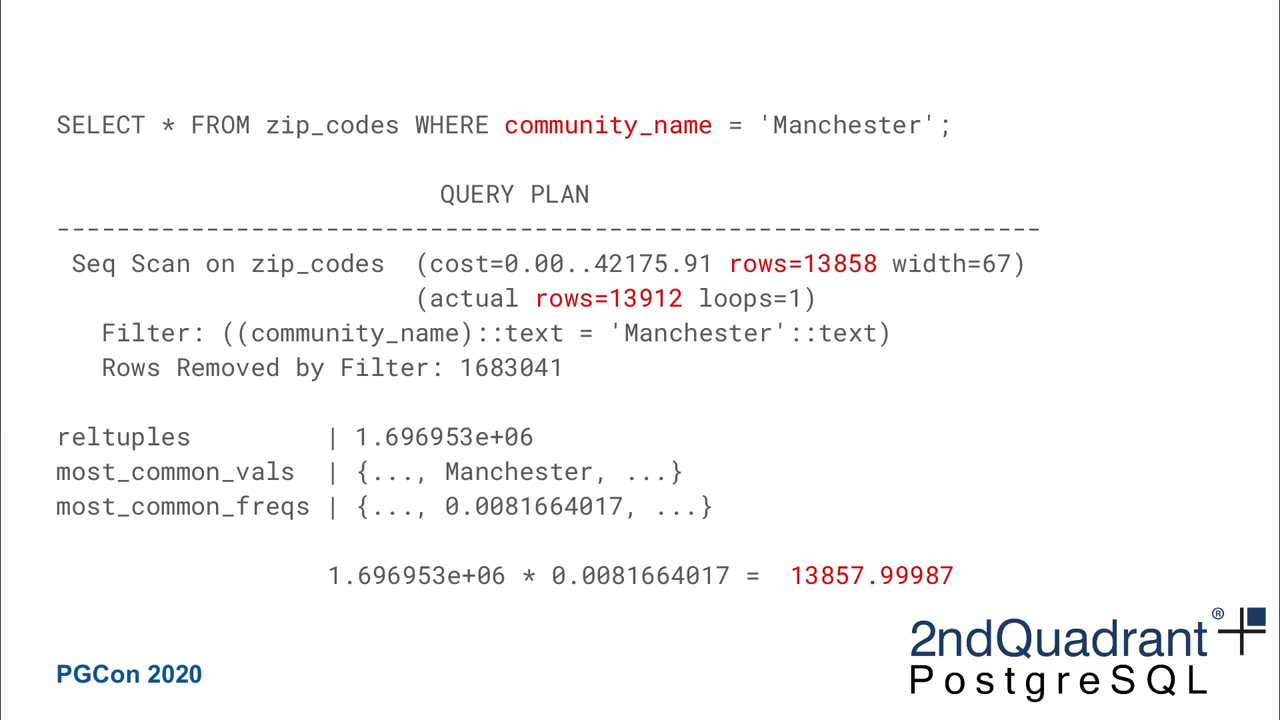 SELECT * FROM zip_codes WHERE community_name = 'Manchester';
QUERY PLAN
------------------------------------------------------------------
Seq Scan on zip_codes (cost=0.00..42175.91 rows=13858 width=67)
(actual rows=13912 loops=1)
Filter: ((community_name)::text = 'Manchester'::text)
Rows Removed by Filter: 1683041
reltuples | 1.696953e+06
most_common_vals | {..., Manchester, ...}
most_common_freqs | {..., 0.0081664017, ...}
1.696953e+06 * 0.0081664017 = 13857.99987
2ndQuadrant®
PostgreSQL
PGCon 2020